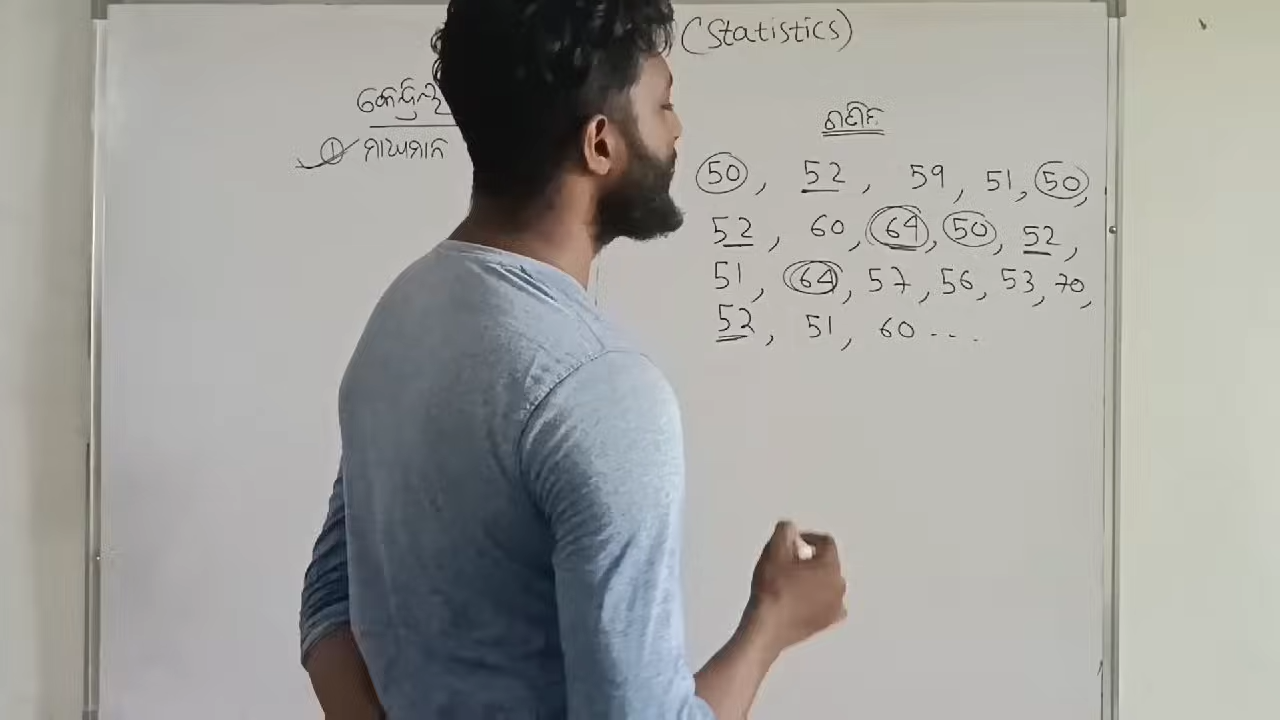 (Statistics)
① ମାଧ୍ୟମାନ
50, 52, 59, 51, 50,
52, 60, 64, 50, 52,
51, 64, 57, 56, 53, 70,
52, 51, 60 ...